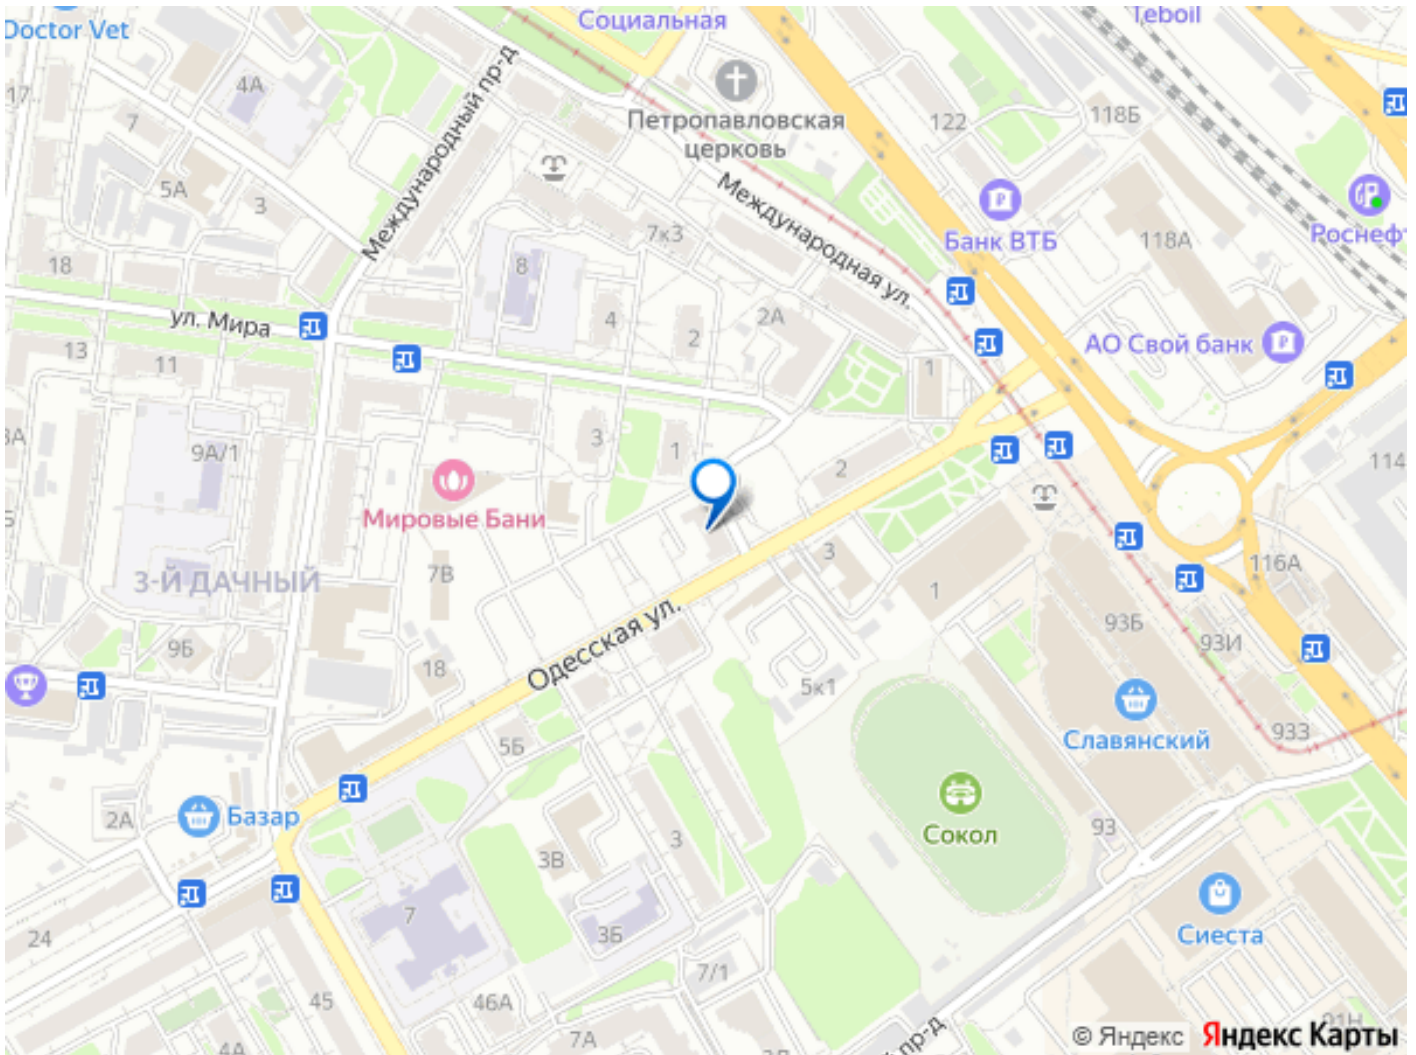 Doctor Vet
Социальная
Teboil
17
4А
7
Международный пр-д
Петропавловская
церковь
122
118Б
5А
3
7к3
Международная ул.
Банк ВТБ
118А
Роснефт
18
8
ул. Мира
4
2
2А
АО Свой банк
13
11
1
3А
9А/1
3
1
2
114
Мировые Бани
3-Й ДАЧНЫЙ
7В
3
1
116А
9Б
Одесская ул.
93Б
93И
18
5к1
5Б
Славянский
93З
2А
Базар
Сокол
93
3В
3
7
24
3Б
Сиеста
7/1
46А
45
7А
4А
пр-д
91Н
© Яндекс
Яндекс Карты